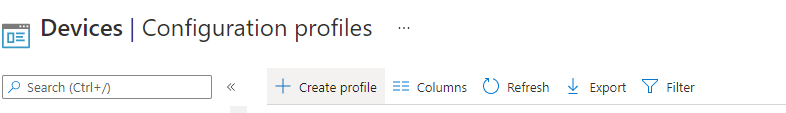 Devices | Configuration profiles ...
Search (Ctrl+/) «
Create profile Columns Refresh Export Filter